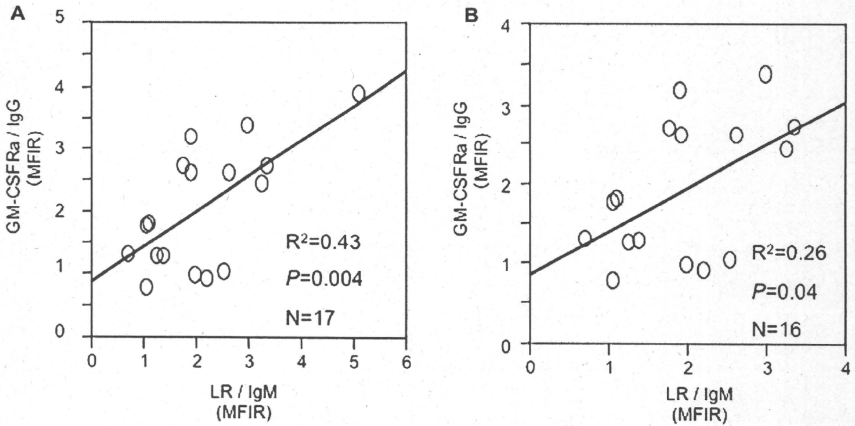 A
5
4
3
2
1
0
GM-CSFRa / IgG
(MFIR)
R²=0.43
P=0.004
N=17
0 1 2 3 4 5 6
LR / IgM
(MFIR)
B
4
3
2
1
0
GM-CSFRa / IgG
(MFIR)
R²=0.26
P=0.04
N=16
0 1 2 3 4
LR / IgM
(MFIR)